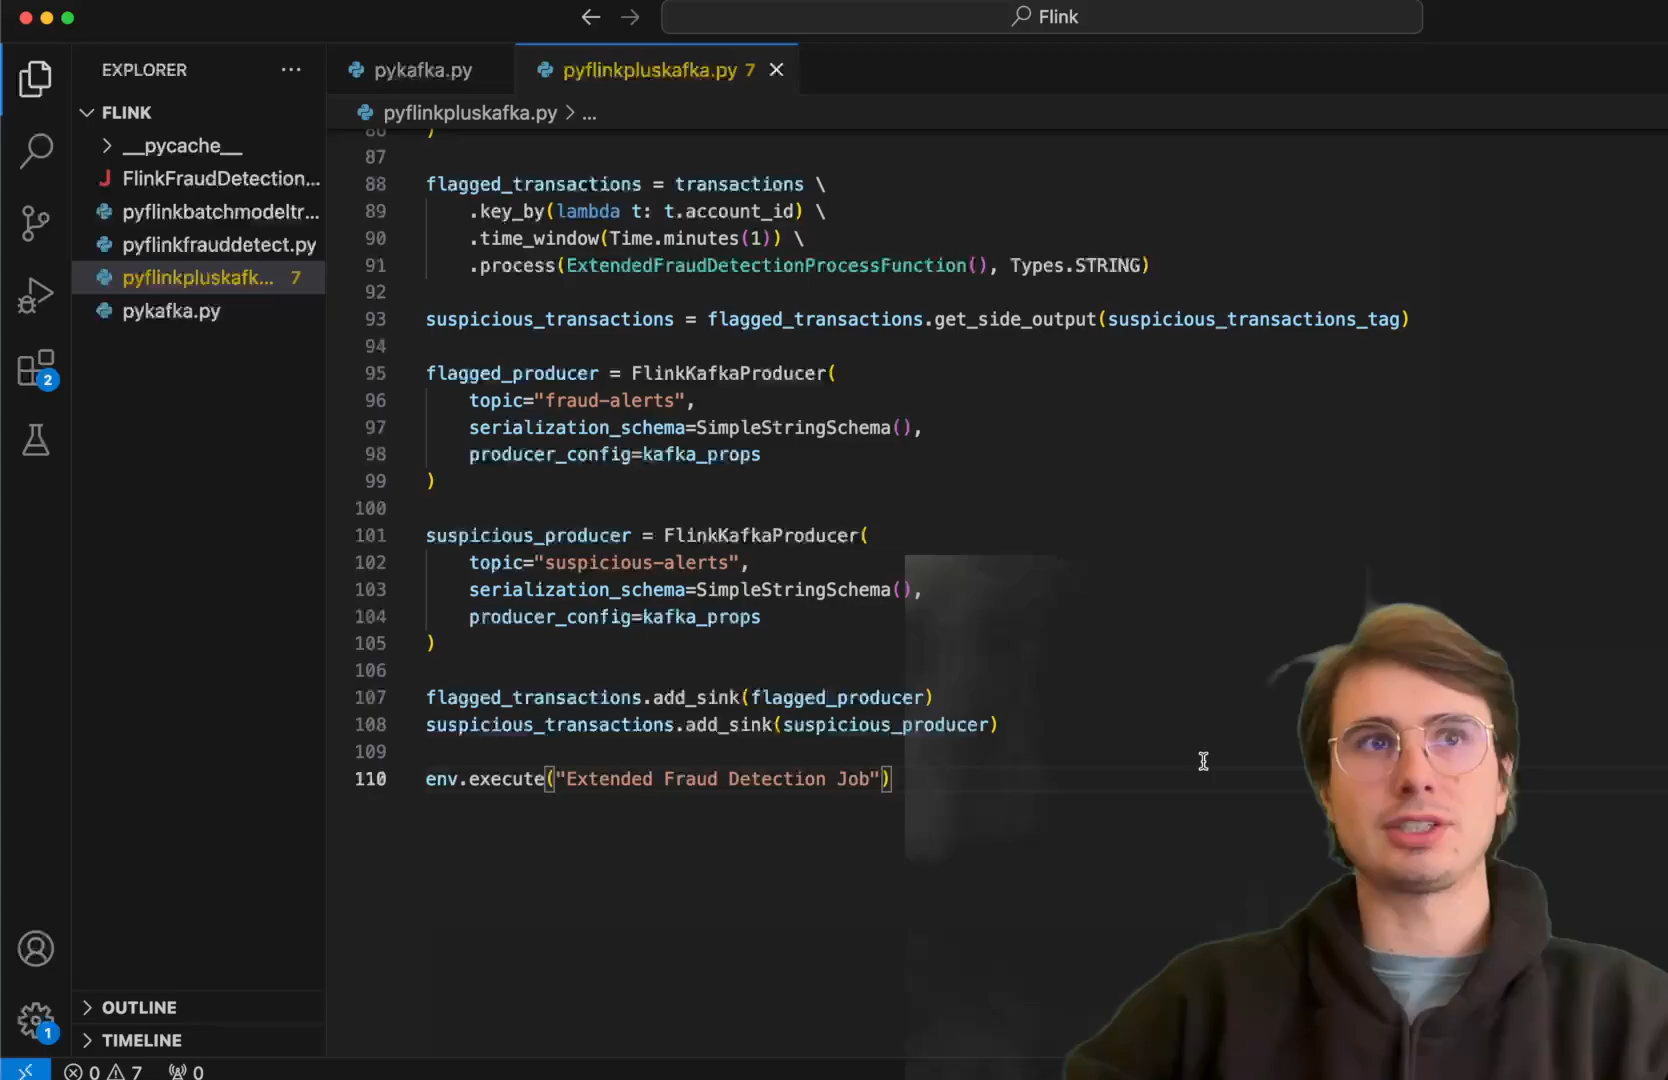 Flink
EXPLORER
pykafka.py
pyflinkpluskafka.py 7
FLINK
pyflinkpluskafka.py > ...
__pycache__
FlinkFraudDetection...
pyflinkbatchmodeltr...
pyflinkfrauddetect.py
pyflinkpluskafk... 7
pykafka.py
86 )
87
88 flagged_transactions = transactions \
89 .key_by(lambda t: t.account_id) \
90 .time_window(Time.minutes(1)) \
91 .process(ExtendedFraudDetectionProcessFunction(), Types.STRING)
92
93 suspicious_transactions = flagged_transactions.get_side_output(suspicious_transactions_tag)
94
95 flagged_producer = FlinkKafkaProducer(
96 topic="fraud-alerts",
97 serialization_schema=SimpleStringSchema(),
98 producer_config=kafka_props
99 )
100
101 suspicious_producer = FlinkKafkaProducer(
102 topic="suspicious-alerts",
103 serialization_schema=SimpleStringSchema(),
104 producer_config=kafka_props
105 )
106
107 flagged_transactions.add_sink(flagged_producer)
108 suspicious_transactions.add_sink(suspicious_producer)
109
110 env.execute("Extended Fraud Detection Job")
2
1
OUTLINE
TIMELINE
0 7 0